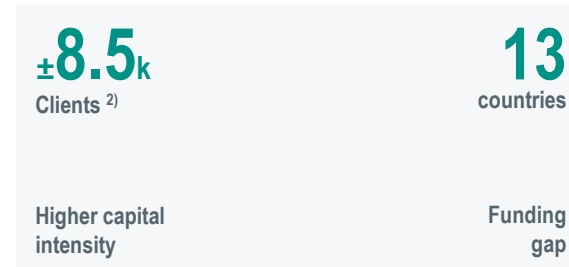 ±8.5k
Clients 2)
13
countries
Higher capital
intensity
Funding
gap